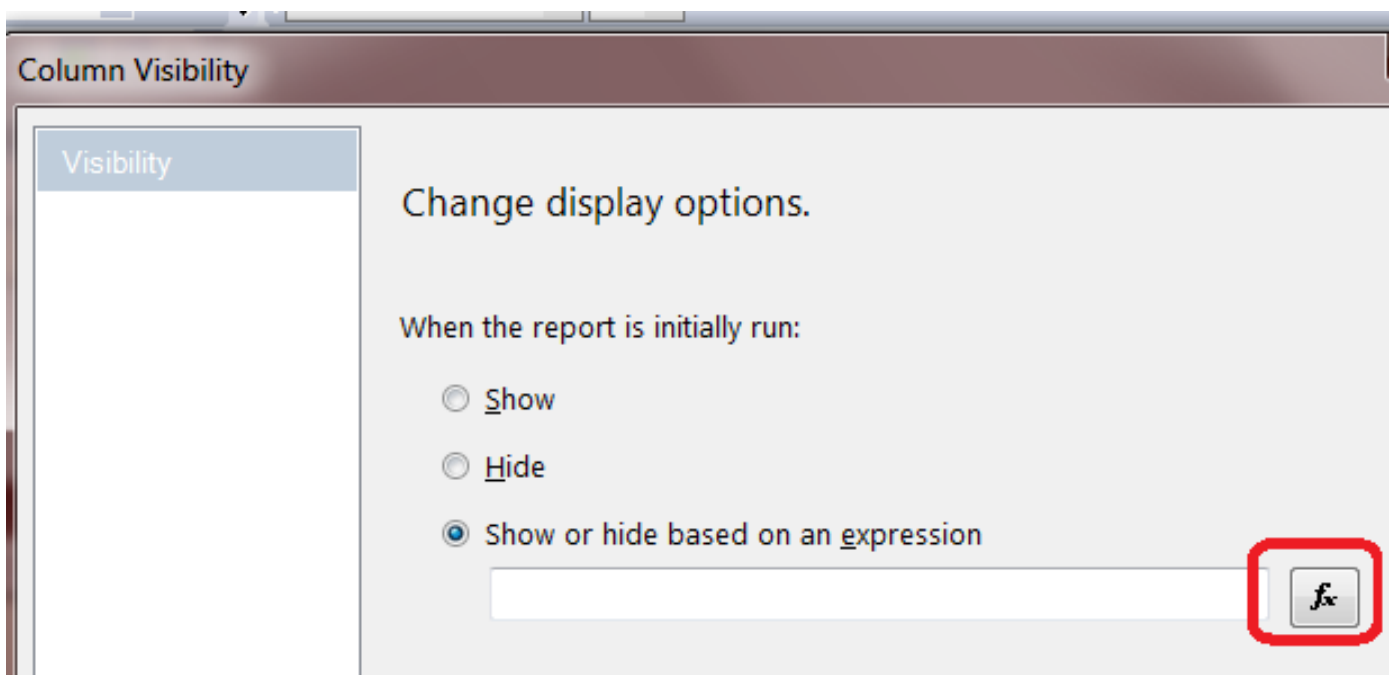 Column Visibility
Visibility
Change display options.
When the report is initially run:
Show
Hide
Show or hide based on an expression
fx